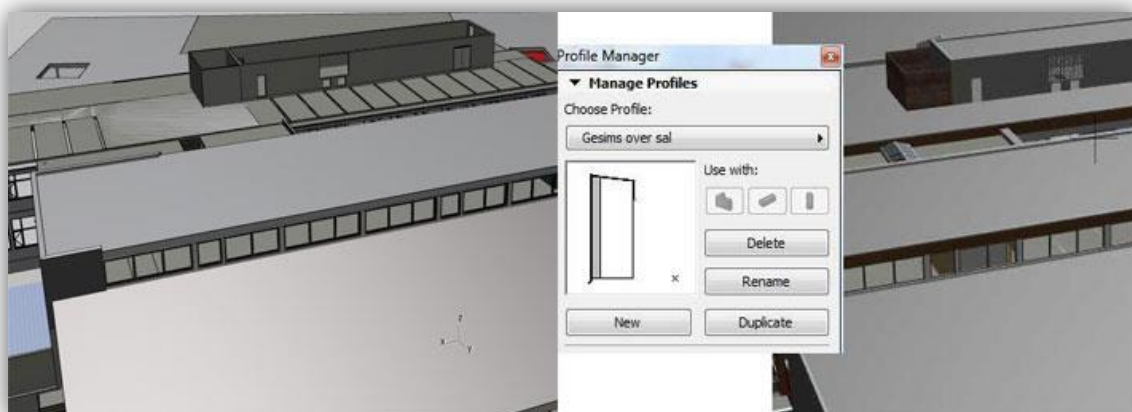 Profile Manager
Manage Profiles
Choose Profile:
Gesims over sal
Use with:
Delete
Rename
New
Duplicate
z
x
y